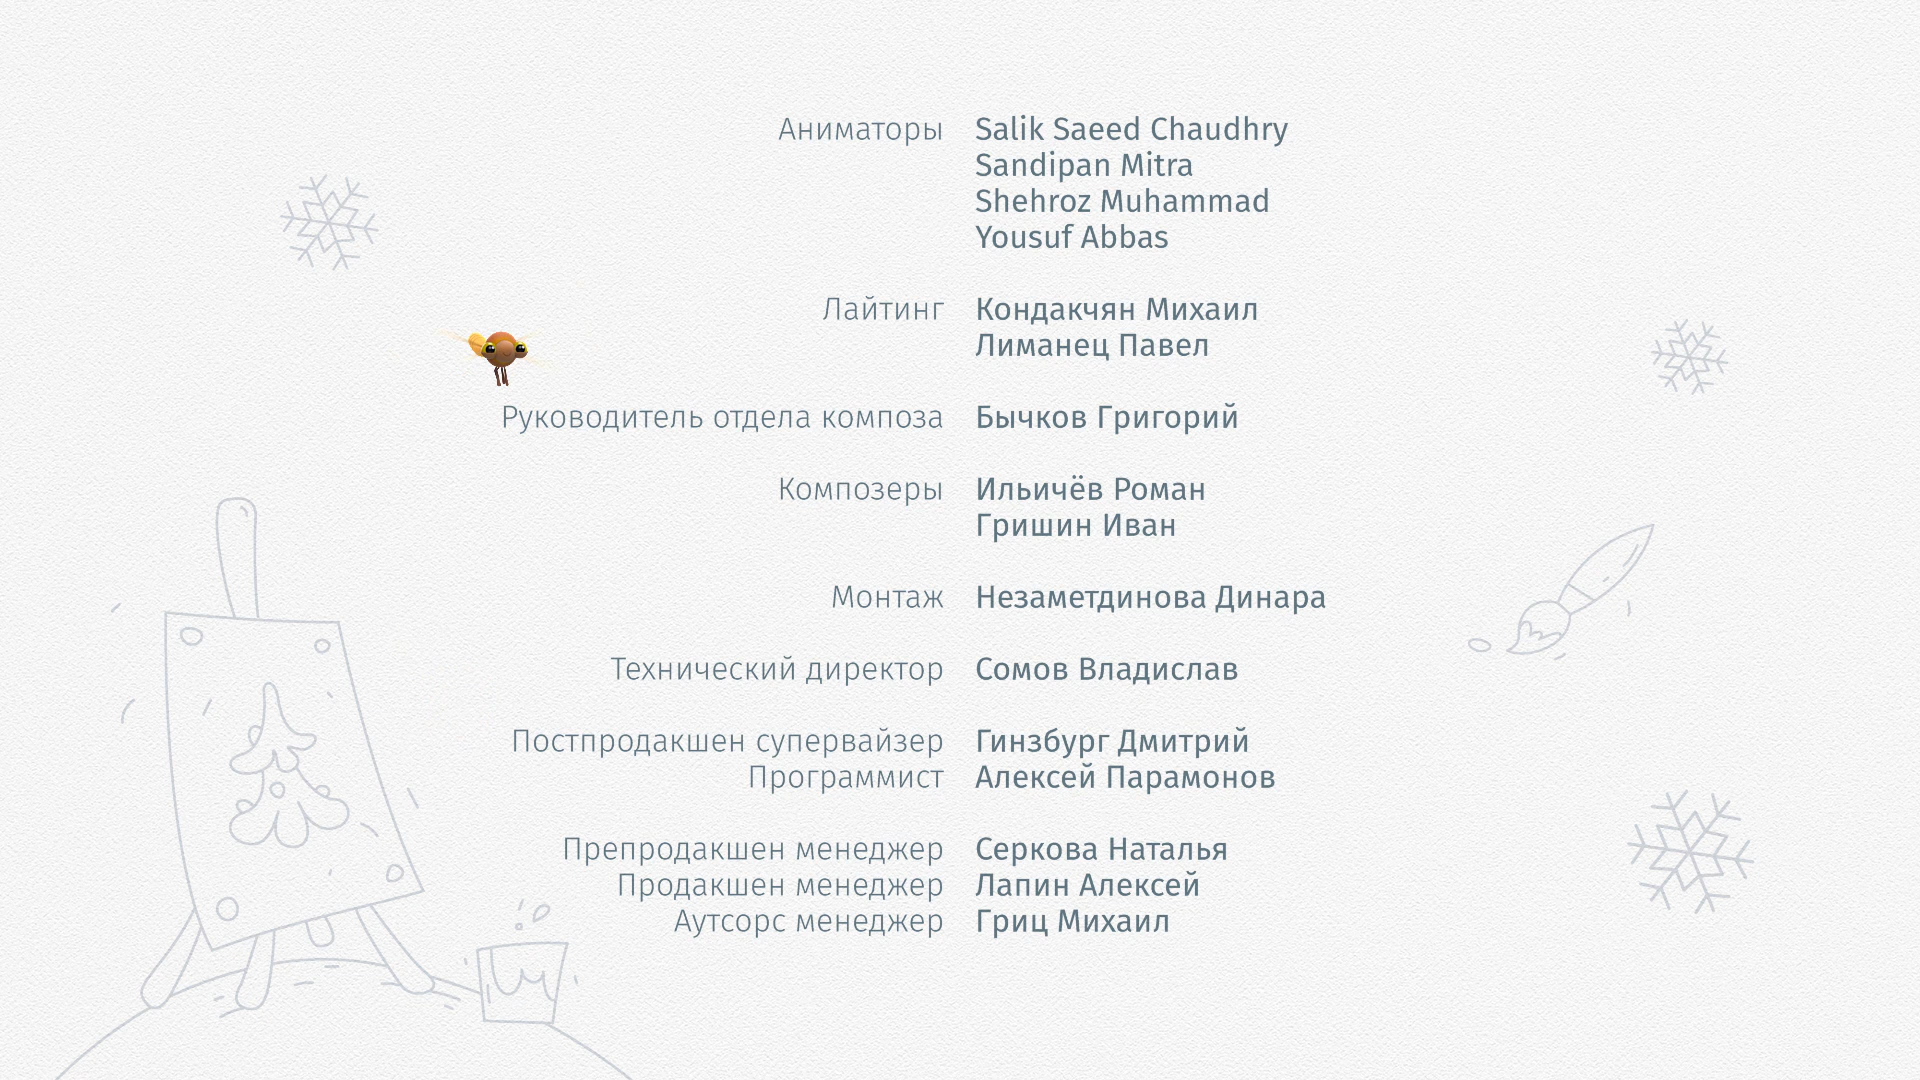 Аниматоры Salik Saeed Chaudhry
Sandipan Mitra
Shehroz Muhammad
Yousuf Abbas
Лайтинг Кондакчян Михаил
Лиманец Павел
Руководитель отдела композа Бычков Григорий
Композеры Ильичёв Роман
Гришин Иван
Монтаж Незаметдинова Динара
Технический директор Сомов Владислав
Постпродакшен супервайзер Гинзбург Дмитрий
Программист Алексей Парамонов
Препродакшен менеджер Серкова Наталья
Продакшен менеджер Лапин Алексей
Аутсорс менеджер Гриц Михаил